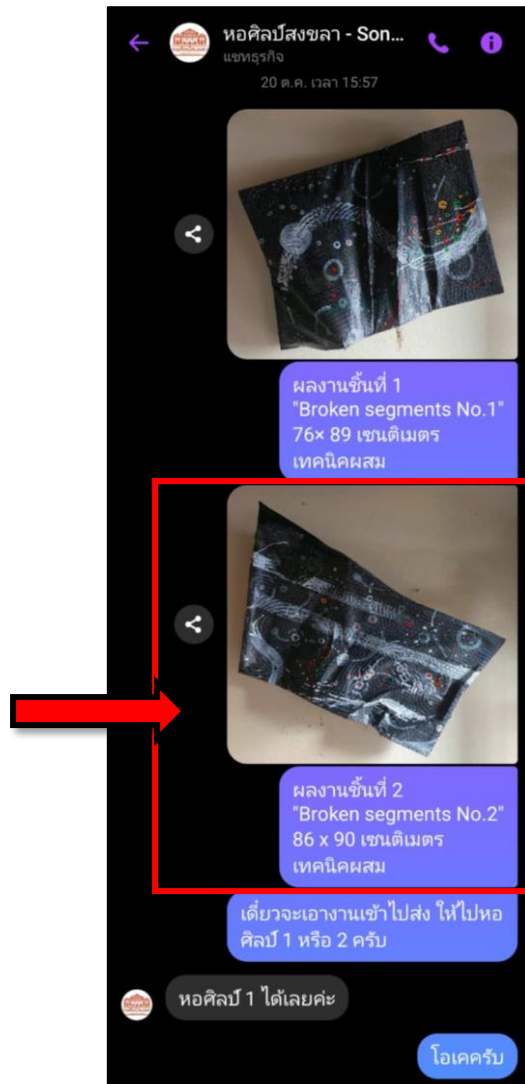 หอศิลป์สงขลา - Son...
แชทธุรกิจ
20 ต.ค. เวลา 15:57
ผลงานชิ้นที่ 1
"Broken segments No.1"
76× 89 เซนติเมตร
เทคนิคผสม
ผลงานชิ้นที่ 2
"Broken segments No.2"
86 x 90 เซนติเมตร
เทคนิคผสม
เดี่ยวจะเอางานเข้าไปส่ง ให้ไปหอ
ศิลป์ 1 หรือ 2 ครับ
หอศิลป์ 1 ได้เลยค่ะ
โอเคครับ